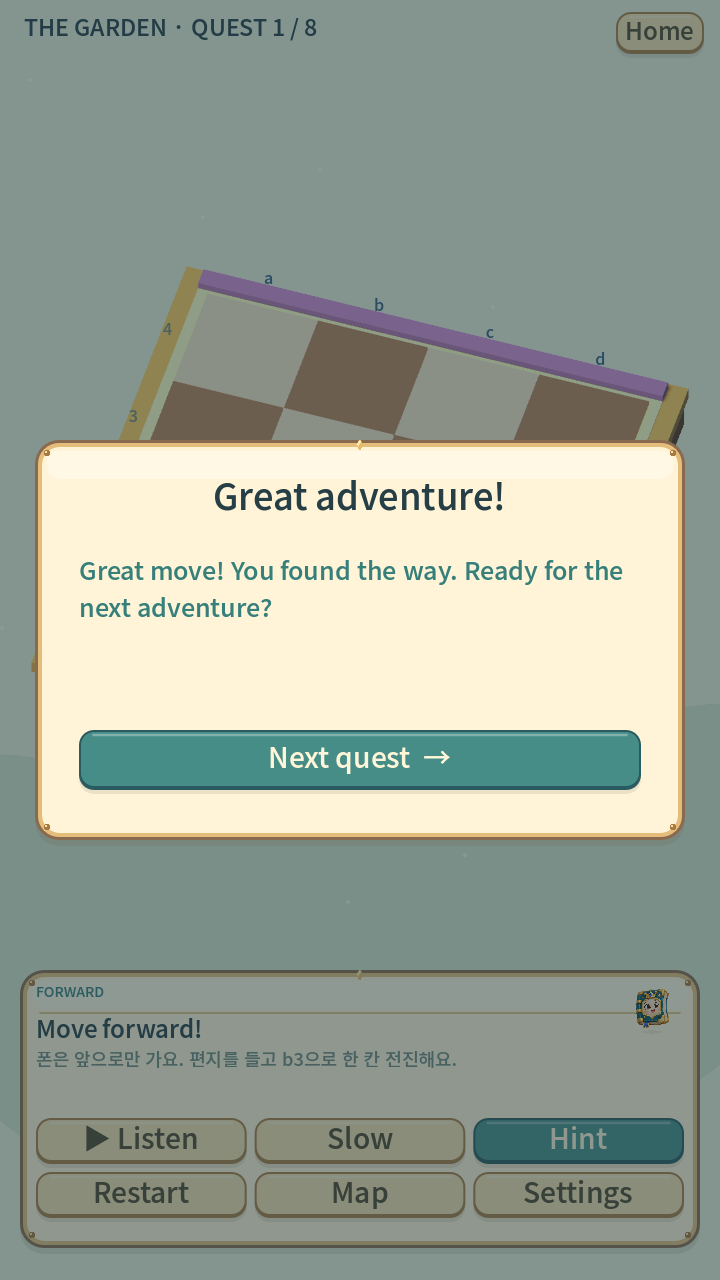 THE GARDEN · QUEST 1 / 8
Home
a
b
c
d
4
3
Great adventure!
Great move! You found the way. Ready for the
next adventure?
Next quest →
FORWARD
Move forward!
폰은 앞으로만 가요. 편지를 들고 b3으로 한 칸 전진해요.
▶ Listen
Slow
Hint
Restart
Map
Settings